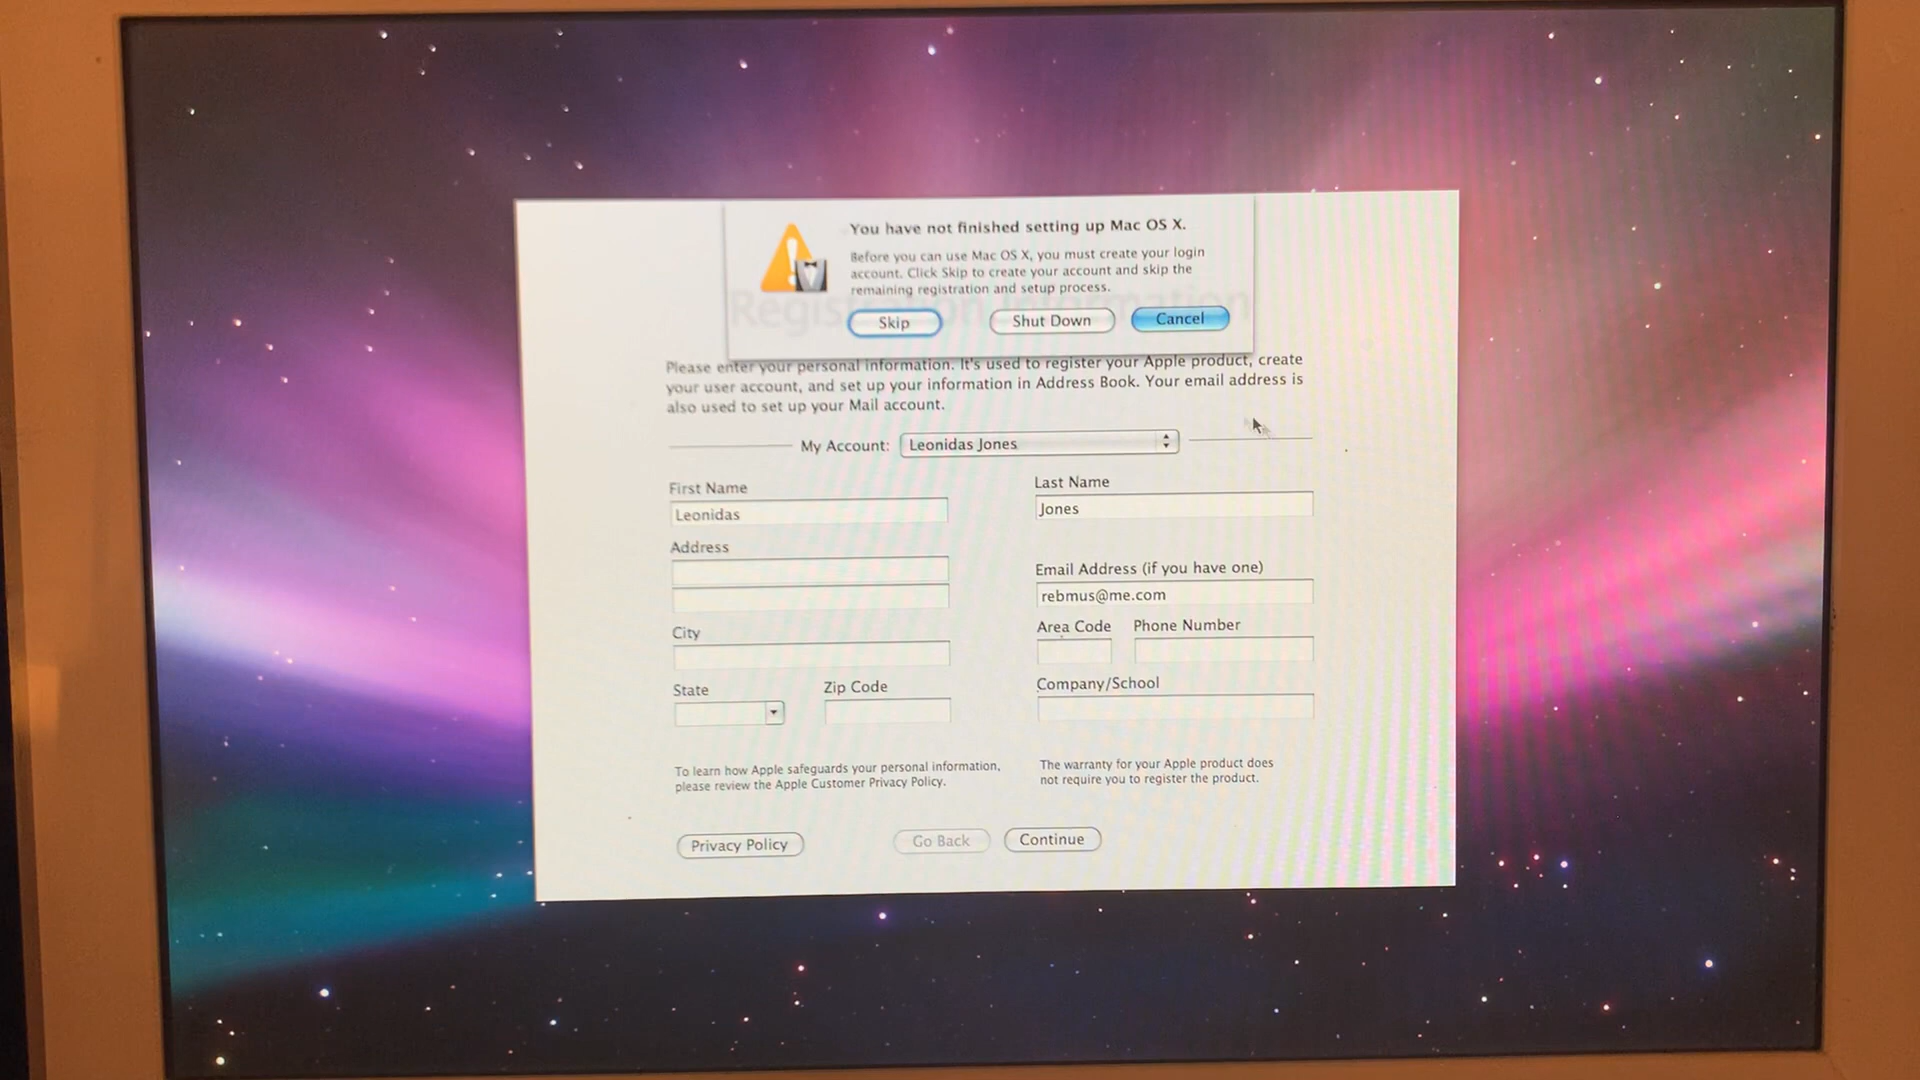 You have not finished setting up Mac OS X.
Before you can use Mac OS X, you must create your login
account. Click Skip to create your account and skip the
remaining registration and setup process.
Registration Information
Skip
Shut Down
Cancel
Please enter your personal information. It's used to register your Apple product, create
your user account, and set up your information in Address Book. Your email address is
also used to set up your Mail account.
My Account: Leonidas Jones
First Name
Last Name
Leonidas
Jones
Address
Email Address (if you have one)
rebmus@me.com
City
Area Code
Phone Number
State
Zip Code
Company/School
To learn how Apple safeguards your personal information,
please review the Apple Customer Privacy Policy.
The warranty for your Apple product does
not require you to register the product.
Privacy Policy
Go Back
Continue